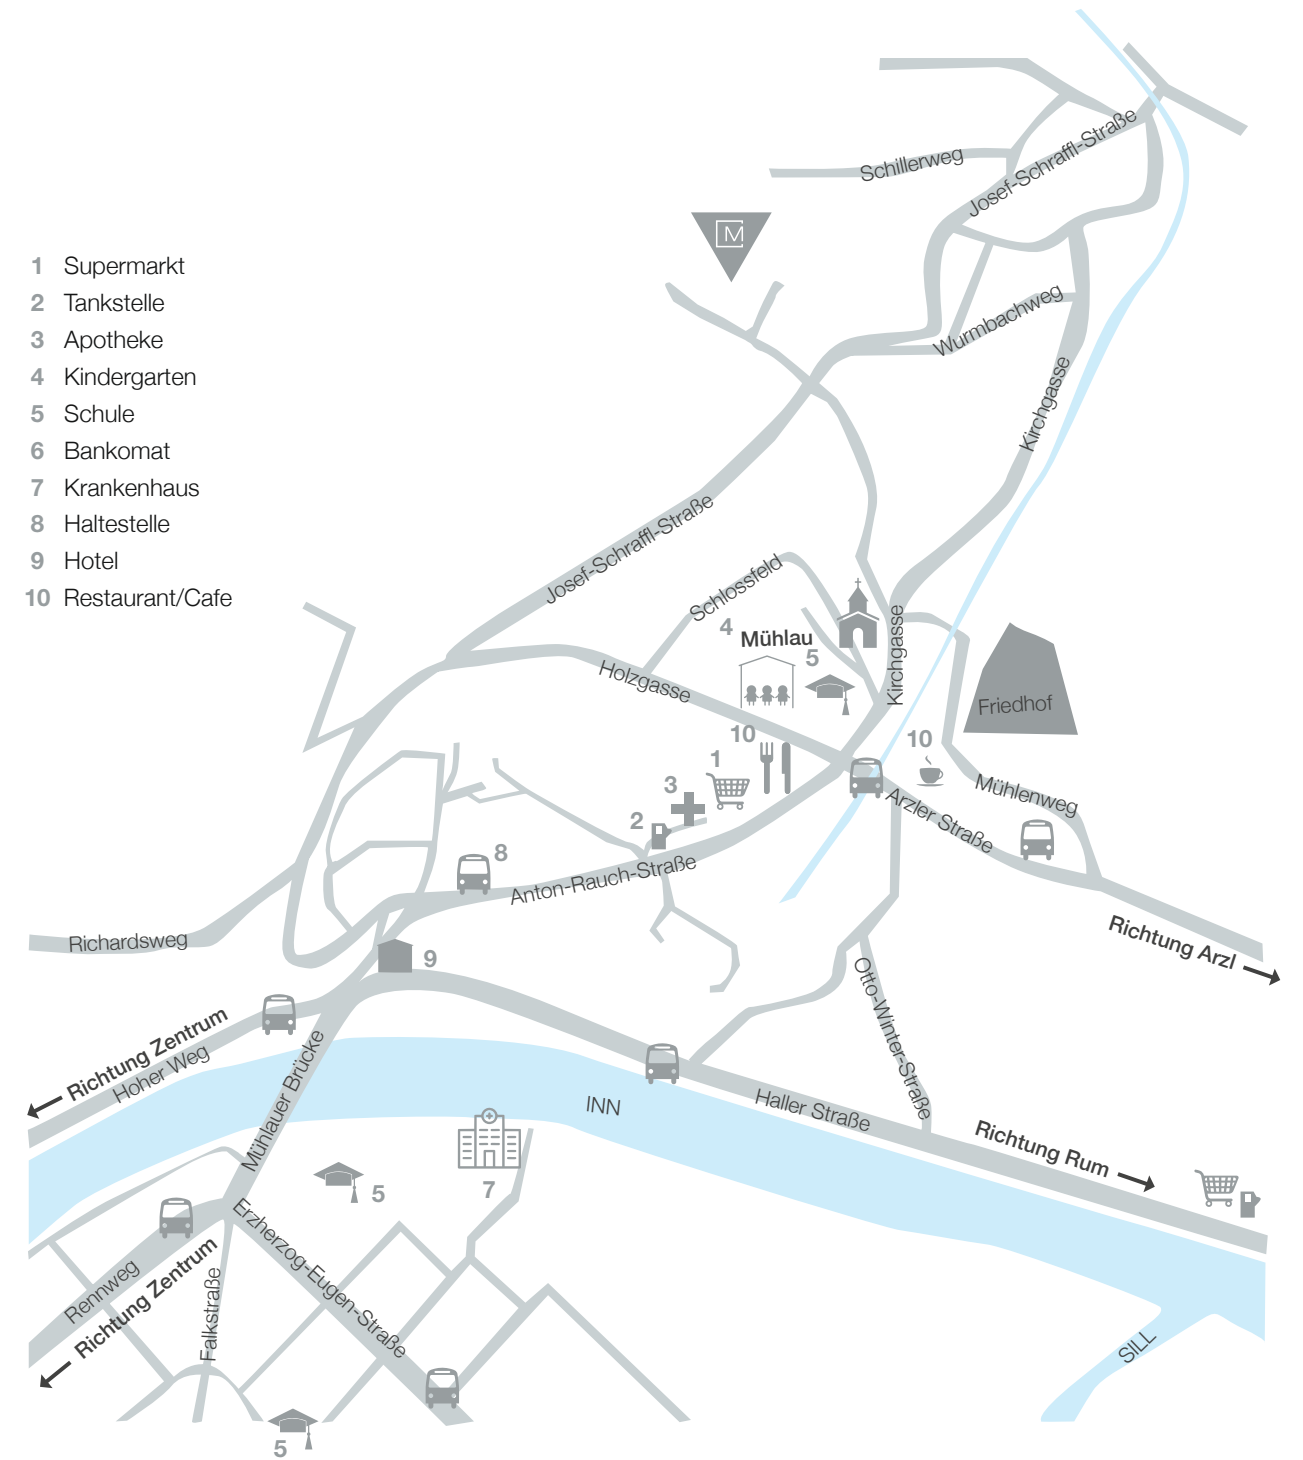 Josef-Schraffl-Straße
Schillerweg
M
1 Supermarkt
2 Tankstelle
3 Apotheke
4 Kindergarten
5 Schule
6 Bankomat
7 Krankenhaus
8 Haltestelle
9 Hotel
10 Restaurant/Cafe
Wurmbachweg
Kirchgasse
Josef-Schraffl-Straße
Schlossfeld
4
Mühlau
5
Kirchgasse
Holzgasse
Friedhof
10
10
1
3
2
Mühlenweg
Arzler Straße
8
Anton-Rauch-Straße
Richardsweg
9
Richtung Arzl
Otto-Winter-Straße
Richtung Zentrum
Hoher Weg
Mühlauer Brücke
INN
Haller Straße
Richtung Rum
7
5
Erzherzog-Eugen-Straße
Rennweg
Richtung Zentrum
Falkstraße
SILL
5